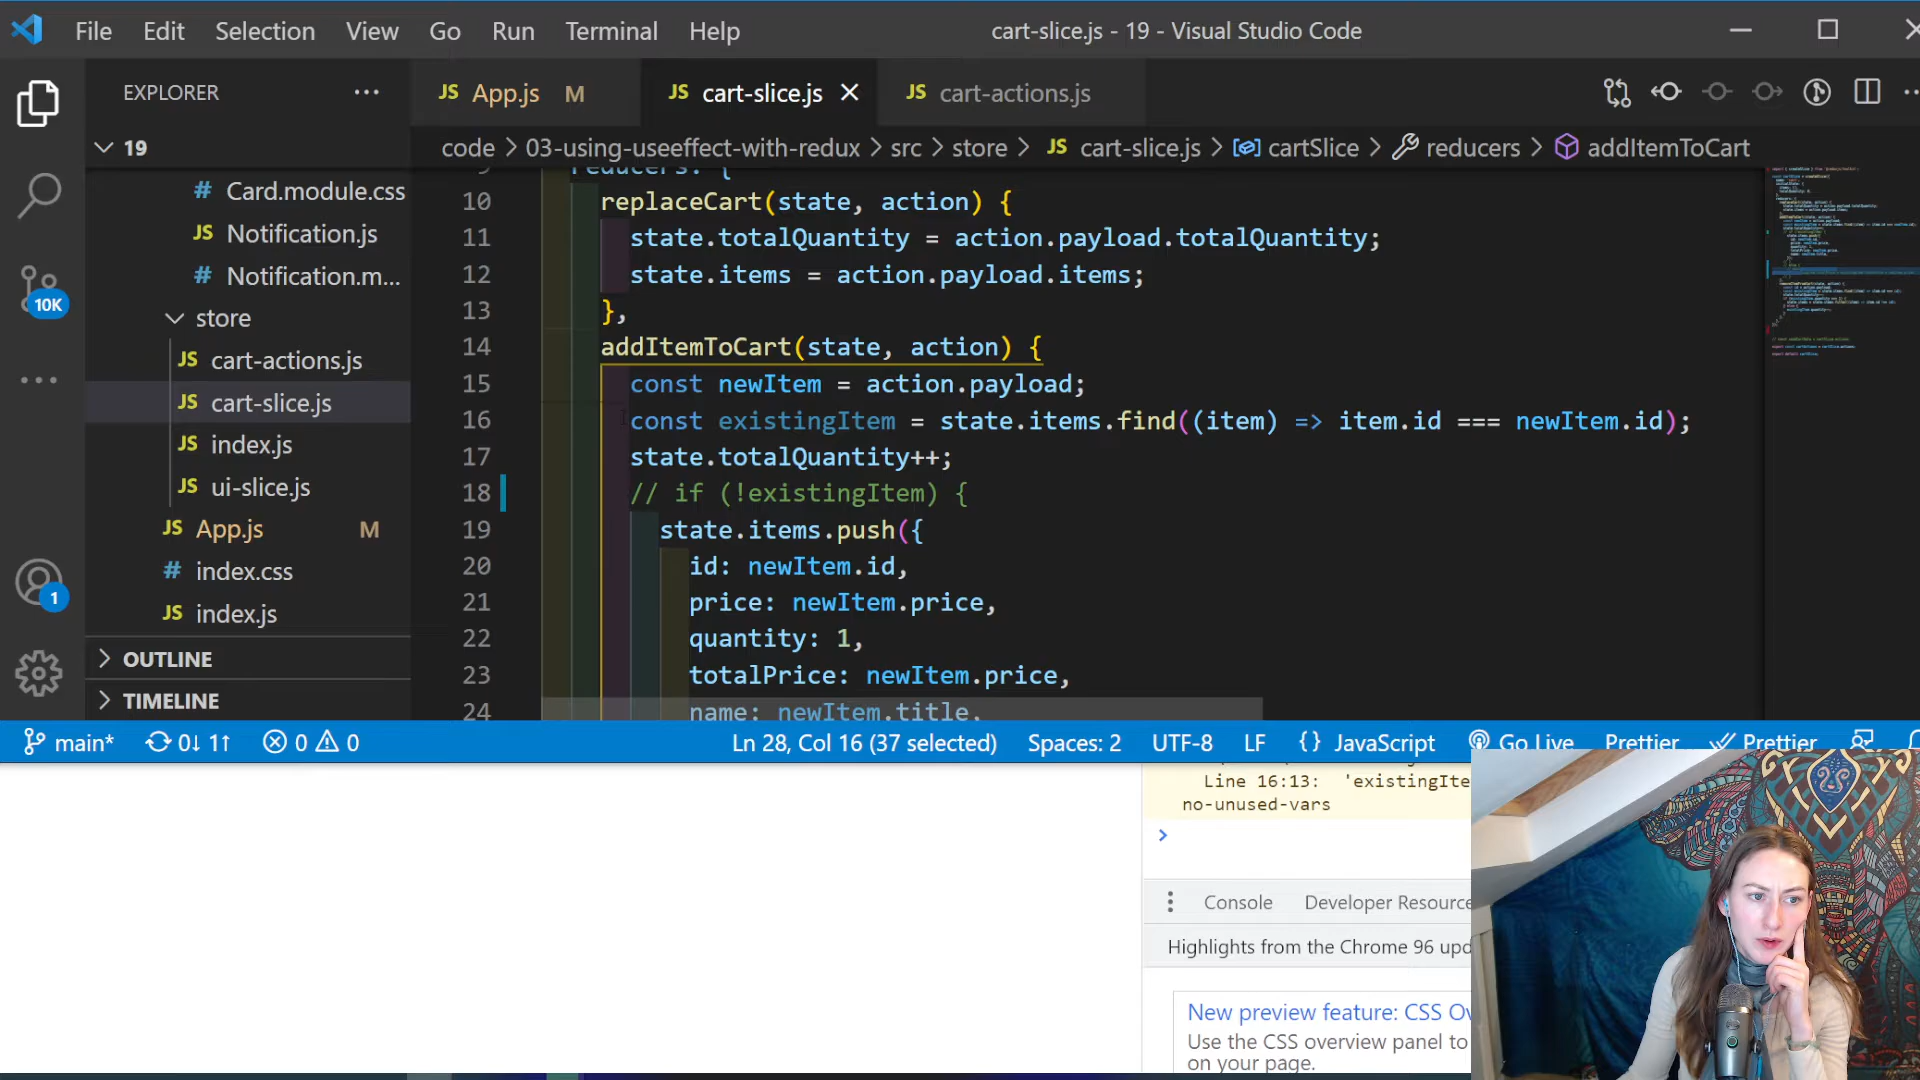 File Edit Selection View Go Run Terminal Help
cart-slice.js - 19 - Visual Studio Code
EXPLORER
19
Card.module.css
JS Notification.js
# Notification.m...
store
JS cart-actions.js
JS cart-slice.js
JS index.js
JS ui-slice.js
JS App.js M
# index.css
JS index.js
OUTLINE
TIMELINE
10K
1
JS App.js M
JS cart-slice.js
JS cart-actions.js
code > 03-using-useeffect-with-redux > src > store > JS cart-slice.js > cartSlice > reducers > addItemToCart
reducers: {
10 replaceCart(state, action) {
11 state.totalQuantity = action.payload.totalQuantity;
12 state.items = action.payload.items;
13 },
14 addItemToCart(state, action) {
15 const newItem = action.payload;
16 const existingItem = state.items.find((item) => item.id === newItem.id);
17 state.totalQuantity++;
18 // if (!existingItem) {
19 state.items.push({
20 id: newItem.id,
21 price: newItem.price,
22 quantity: 1,
23 totalPrice: newItem.price,
24 name: newItem.title,
main* 0↓ 1↑ 0 0
Ln 28, Col 16 (37 selected) Spaces: 2 UTF-8 LF {} JavaScript Go Live Prettier Prettier
Line 16:13: 'existingIte
no-unused-vars
>
Console Developer Resource
Highlights from the Chrome 96 upd
New preview feature: CSS Ov
Use the CSS overview panel to
on your page.